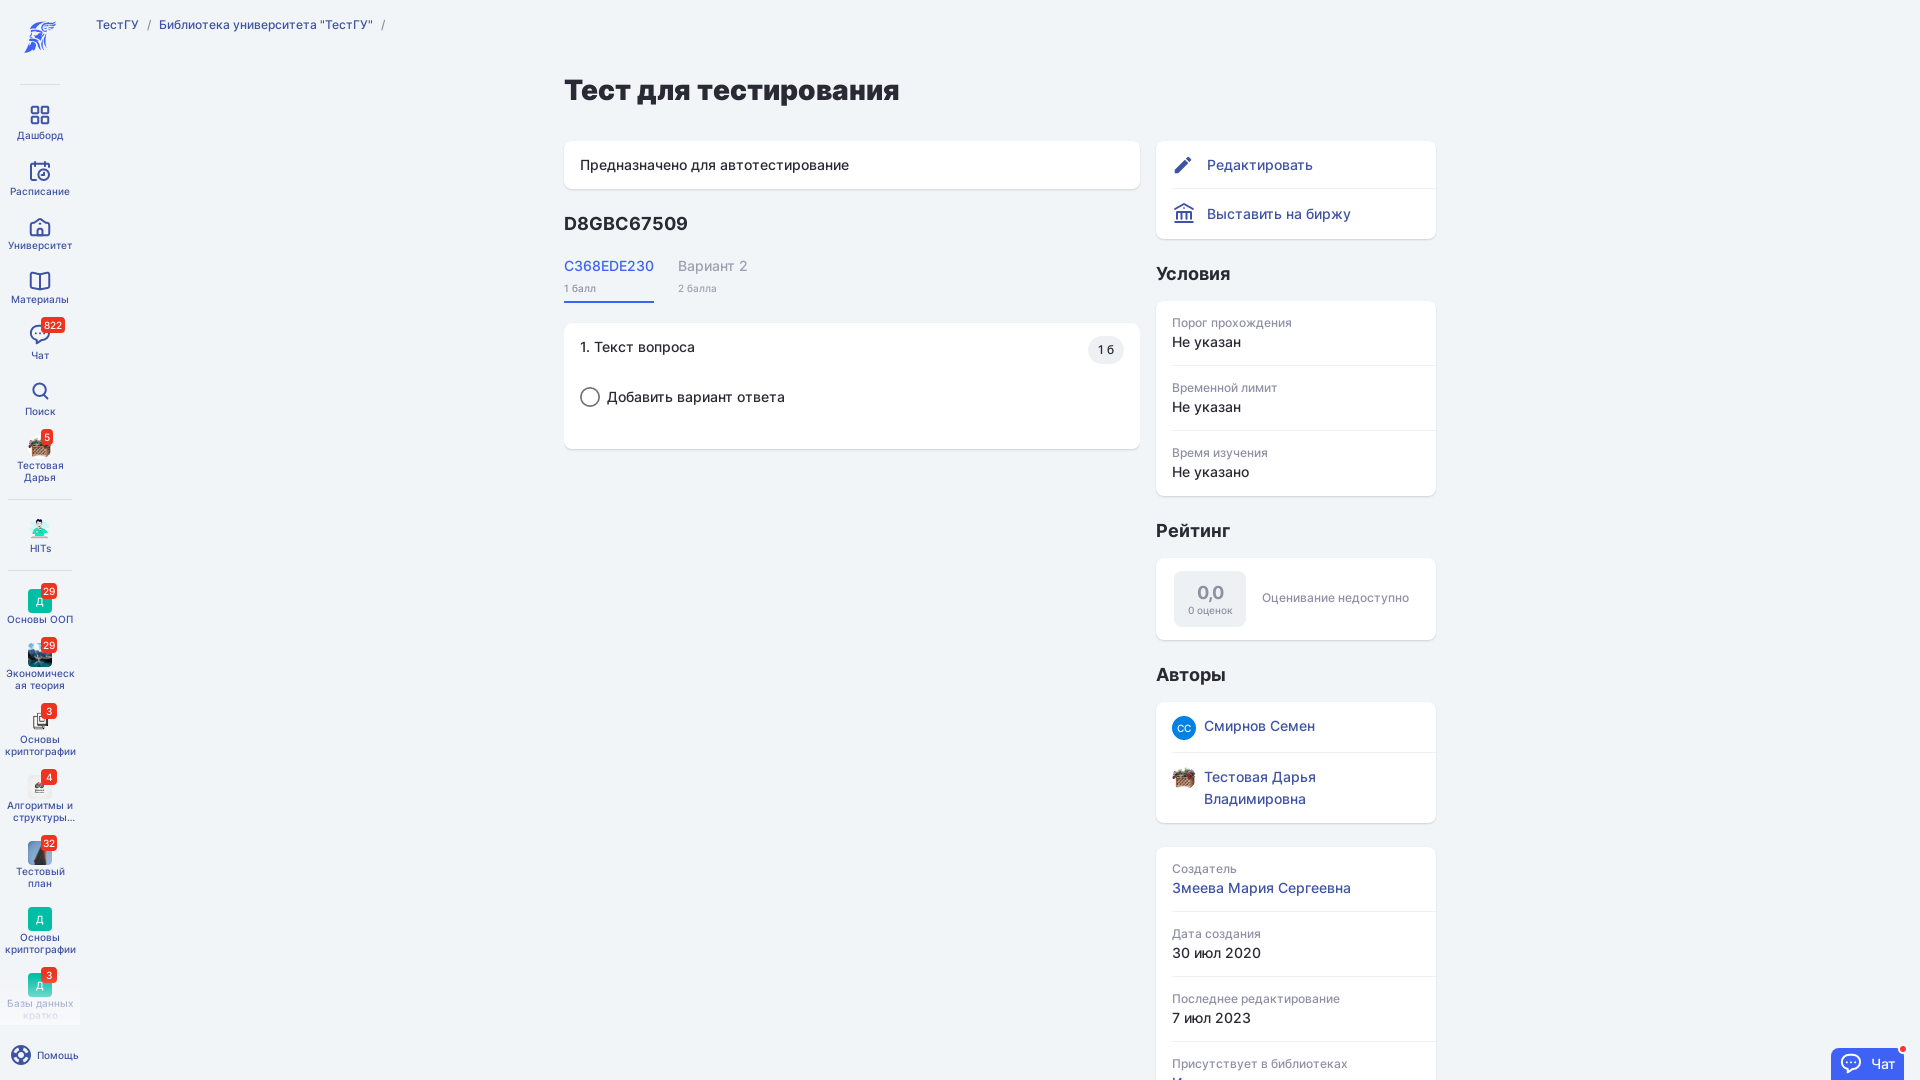 ТестГУ / Библиотека университета "ТестГУ" /
Тест для тестирования
Дашборд
Расписание
Университет
Материалы
822
Чат
Поиск
5
Тестовая
Дарья
HITs
Д
29
Основы ООП
29
Экономическ
ая теория
3
Основы
криптографии
4
Алгоритмы и
структуры...
32
Тестовый
план
Д
Основы
криптографии
Д
3
Базы данных
кратко
Помощь
Предназначено для автотестирование
D8GBC67509
C368EDE230
1 балл
Вариант 2
2 балла
1. Текст вопроса
1 б
Добавить вариант ответа
Редактировать
Выставить на биржу
Условия
Порог прохождения
Не указан
Временной лимит
Не указан
Время изучения
Не указано
Рейтинг
0,0
0 оценок
Оценивание недоступно
Авторы
СС
Смирнов Семен
Тестовая Дарья
Владимировна
Создатель
Змеева Мария Сергеевна
Дата создания
30 июл 2020
Последнее редактирование
7 июл 2023
Присутствует в библиотеках
Чат